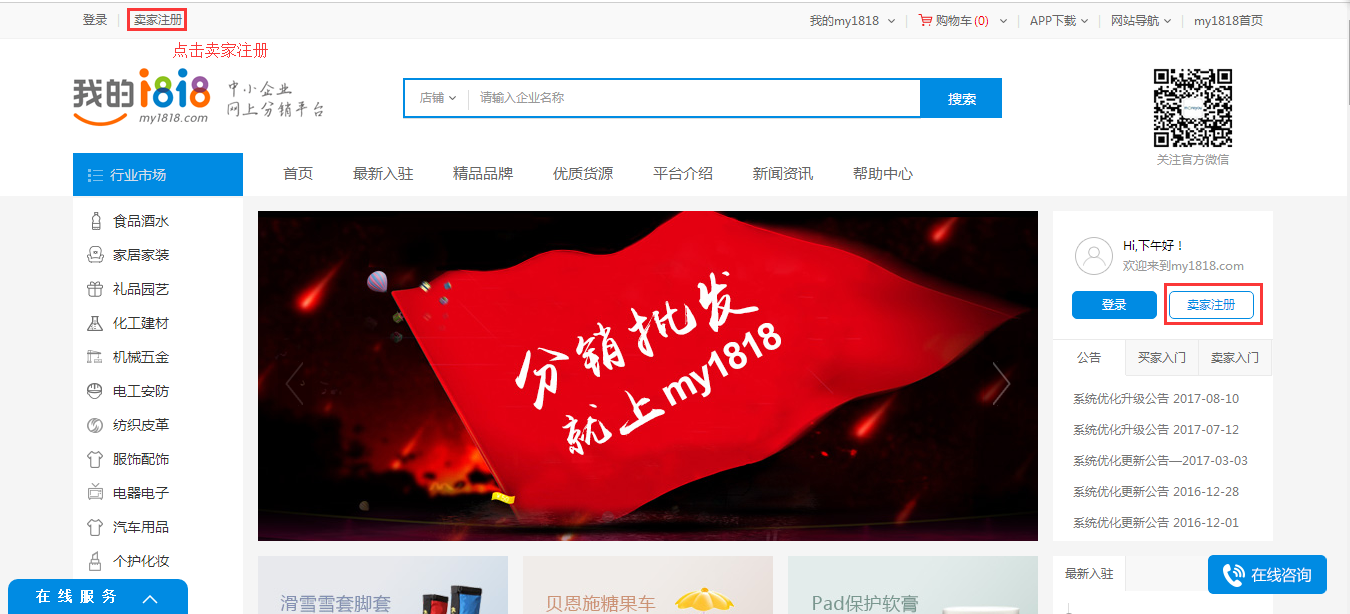 登录 卖家注册 我的my1818 购物车(0) APP下载 网站导航 my1818首页
点击卖家注册
我的1818 中小企业
my1818.com 网上分销平台
店铺 请输入企业名称 搜索
关注官方微信
行业市场 首页 最新入驻 精品品牌 优质货源 平台介绍 新闻资讯 帮助中心
食品酒水
家居家装
礼品园艺
化工建材
机械五金
电工安防
纺织皮革
服饰配饰
电器电子
汽车用品
个护化妆
在线服务
分销批发
就上my1818
Hi,下午好！
欢迎来到my1818.com
登录 卖家注册
公告 买家入门 卖家入门
系统优化升级公告 2017-08-10
系统优化升级公告 2017-07-12
系统优化更新公告—2017-03-03
系统优化更新公告 2016-12-28
系统优化更新公告 2016-12-01
滑雪雪套脚套 贝恩施糖果车 Pad保护软膏
最新入驻 在线咨询